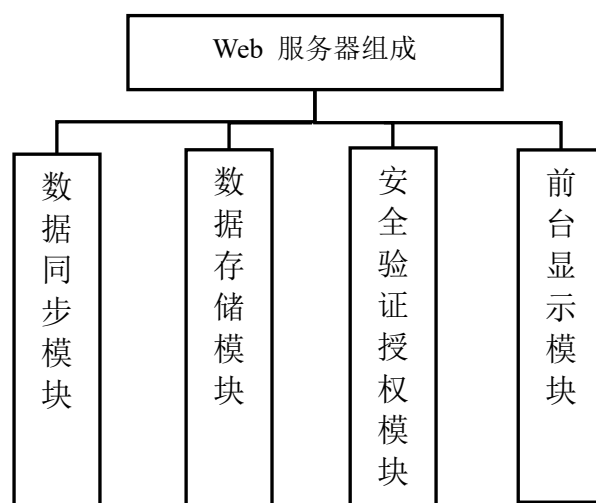 Web 服务器组成
数据同步模块
数据存储模块
安全验证授权模块
前台显示模块